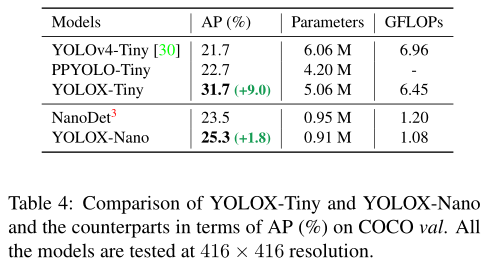 Models AP (%) Parameters GFLOPs
YOLOv4-Tiny [30] 21.7 6.06 M 6.96
PPYOLO-Tiny 22.7 4.20 M -
YOLOX-Tiny 31.7 (+9.0) 5.06 M 6.45
NanoDet3 23.5 0.95 M 1.20
YOLOX-Nano 25.3 (+1.8) 0.91 M 1.08
Table 4: Comparison of YOLOX-Tiny and YOLOX-Nano
and the counterparts in terms of AP (%) on COCO val. All
the models are tested at 416 × 416 resolution.